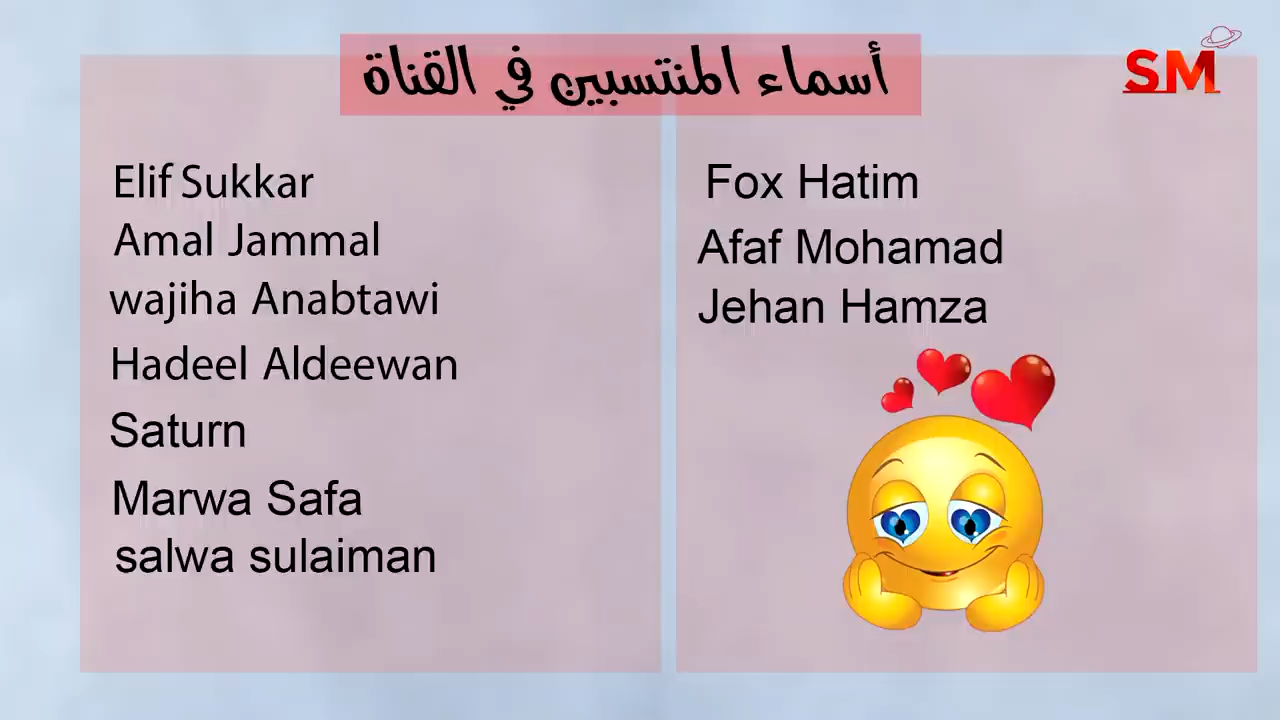 أسماء المنتسبين في القناة
SM
Elif Sukkar
Amal Jammal
wajiha Anabtawi
Hadeel Aldeewan
Saturn
Marwa Safa
salwa sulaiman
Fox Hatim
Afaf Mohamad
Jehan Hamza